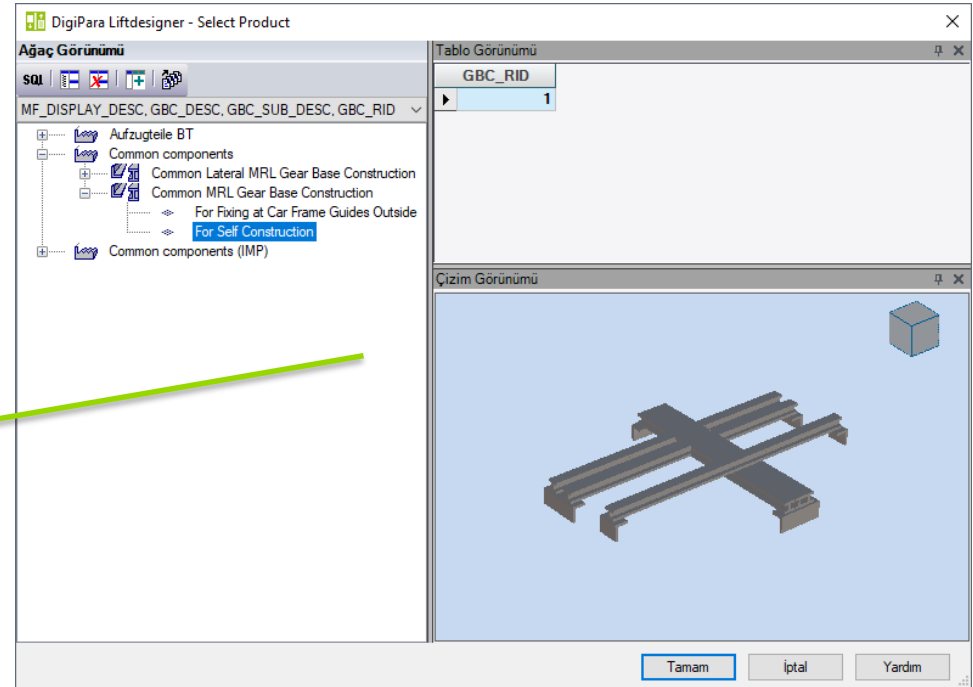 DigiPara Liftdesigner - Select Product
Ağaç Görünümü
SQL
MF_DISPLAY_DESC, GBC_DESC, GBC_SUB_DESC, GBC_RID
Aufzugteile BT
Common components
Common Lateral MRL Gear Base Construction
Common MRL Gear Base Construction
For Fixing at Car Frame Guides Outside
For Self Construction
Common components (IMP)
Tablo Görünümü
GBC_RID
1
Çizim Görünümü
Tamam
İptal
Yardım